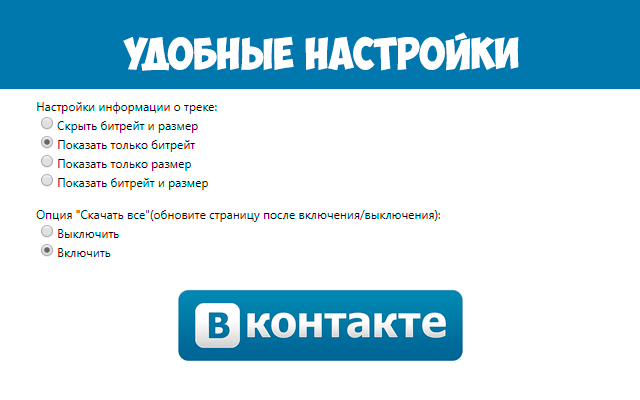 УДОБНЫЕ НАСТРОЙКИ
Настройки информации о треке:
Скрыть битрейт и размер
Показать только битрейт
Показать только размер
Показать битрейт и размер
Опция "Скачать все"(обновите страницу после включения/выключения):
Выключить
Включить
В контакте